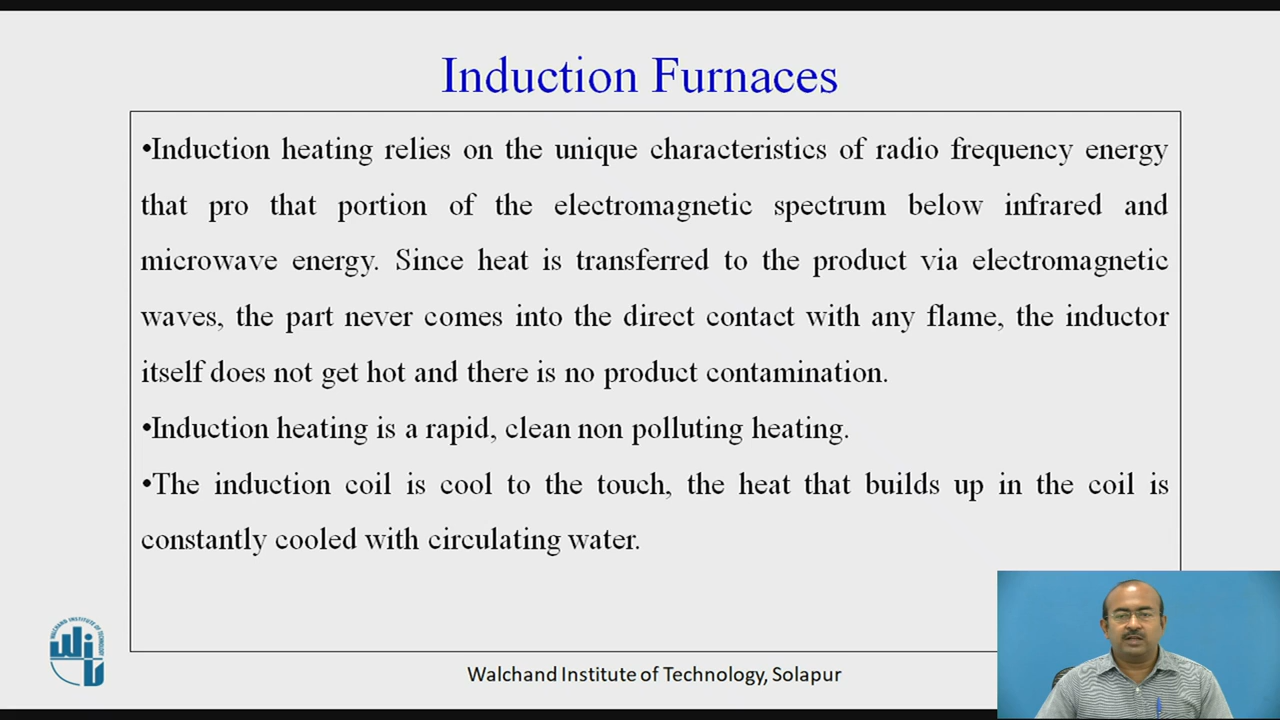 Induction Furnaces
•Induction heating relies on the unique characteristics of radio frequency energy
that pro that portion of the electromagnetic spectrum below infrared and
microwave energy. Since heat is transferred to the product via electromagnetic
waves, the part never comes into the direct contact with any flame, the inductor
itself does not get hot and there is no product contamination.
•Induction heating is a rapid, clean non polluting heating.
•The induction coil is cool to the touch, the heat that builds up in the coil is
constantly cooled with circulating water.
WALCHAND INSTITUTE OF TECHNOLOGY
WIT
Walchand Institute of Technology, Solapur